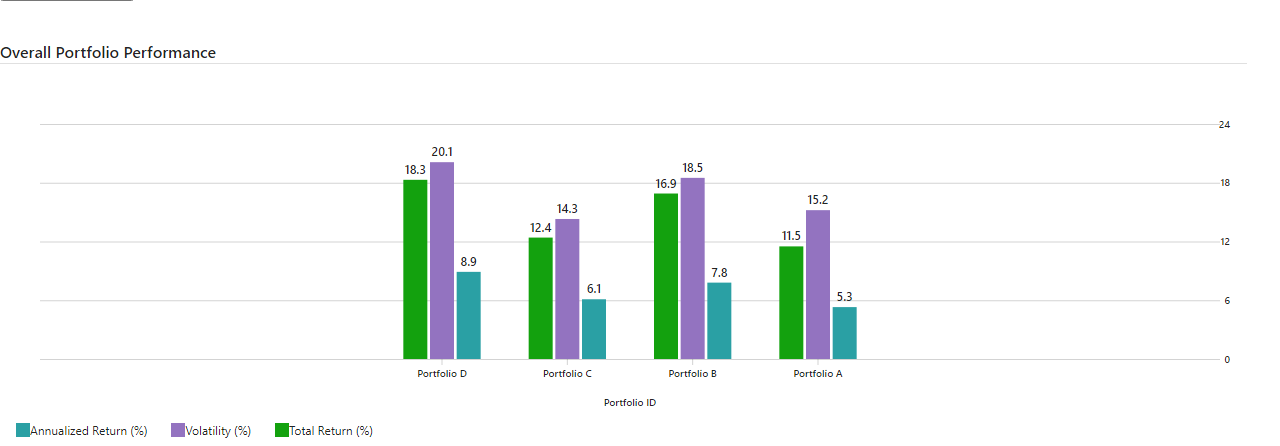 Overall Portfolio Performance
24
18
12
6
0
18.3 20.1 8.9
12.4 14.3 6.1
16.9 18.5 7.8
11.5 15.2 5.3
Portfolio D Portfolio C Portfolio B Portfolio A
Portfolio ID
Annualized Return (%) Volatility (%) Total Return (%)